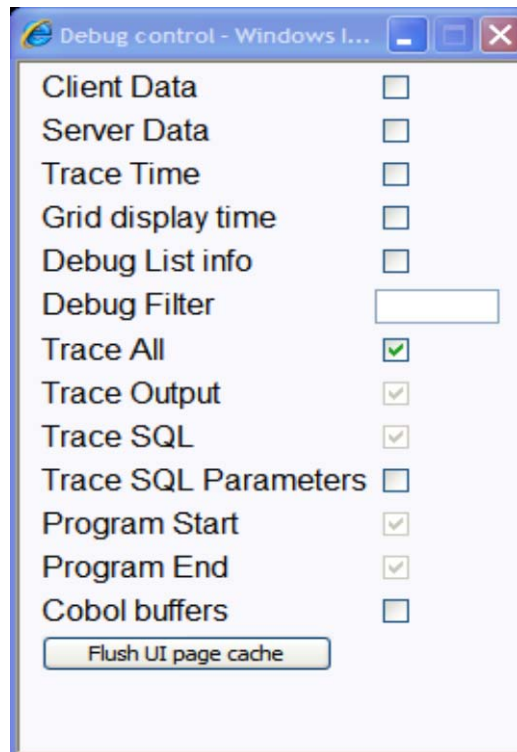 Debug control - Windows I...
Client Data
Server Data
Trace Time
Grid display time
Debug List info
Debug Filter
Trace All
Trace Output
Trace SQL
Trace SQL Parameters
Program Start
Program End
Cobol buffers
Flush UI page cache